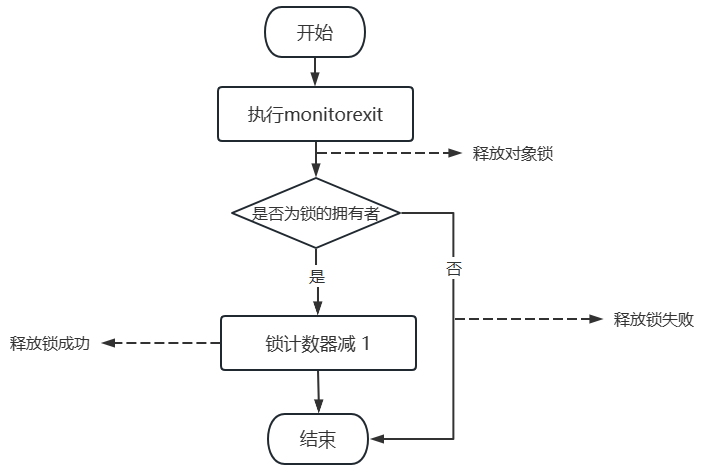 开始
执行monitorexit
释放对象锁
是否为锁的拥有者
是
否
释放锁失败
释放锁成功
锁计数器减 1
结束